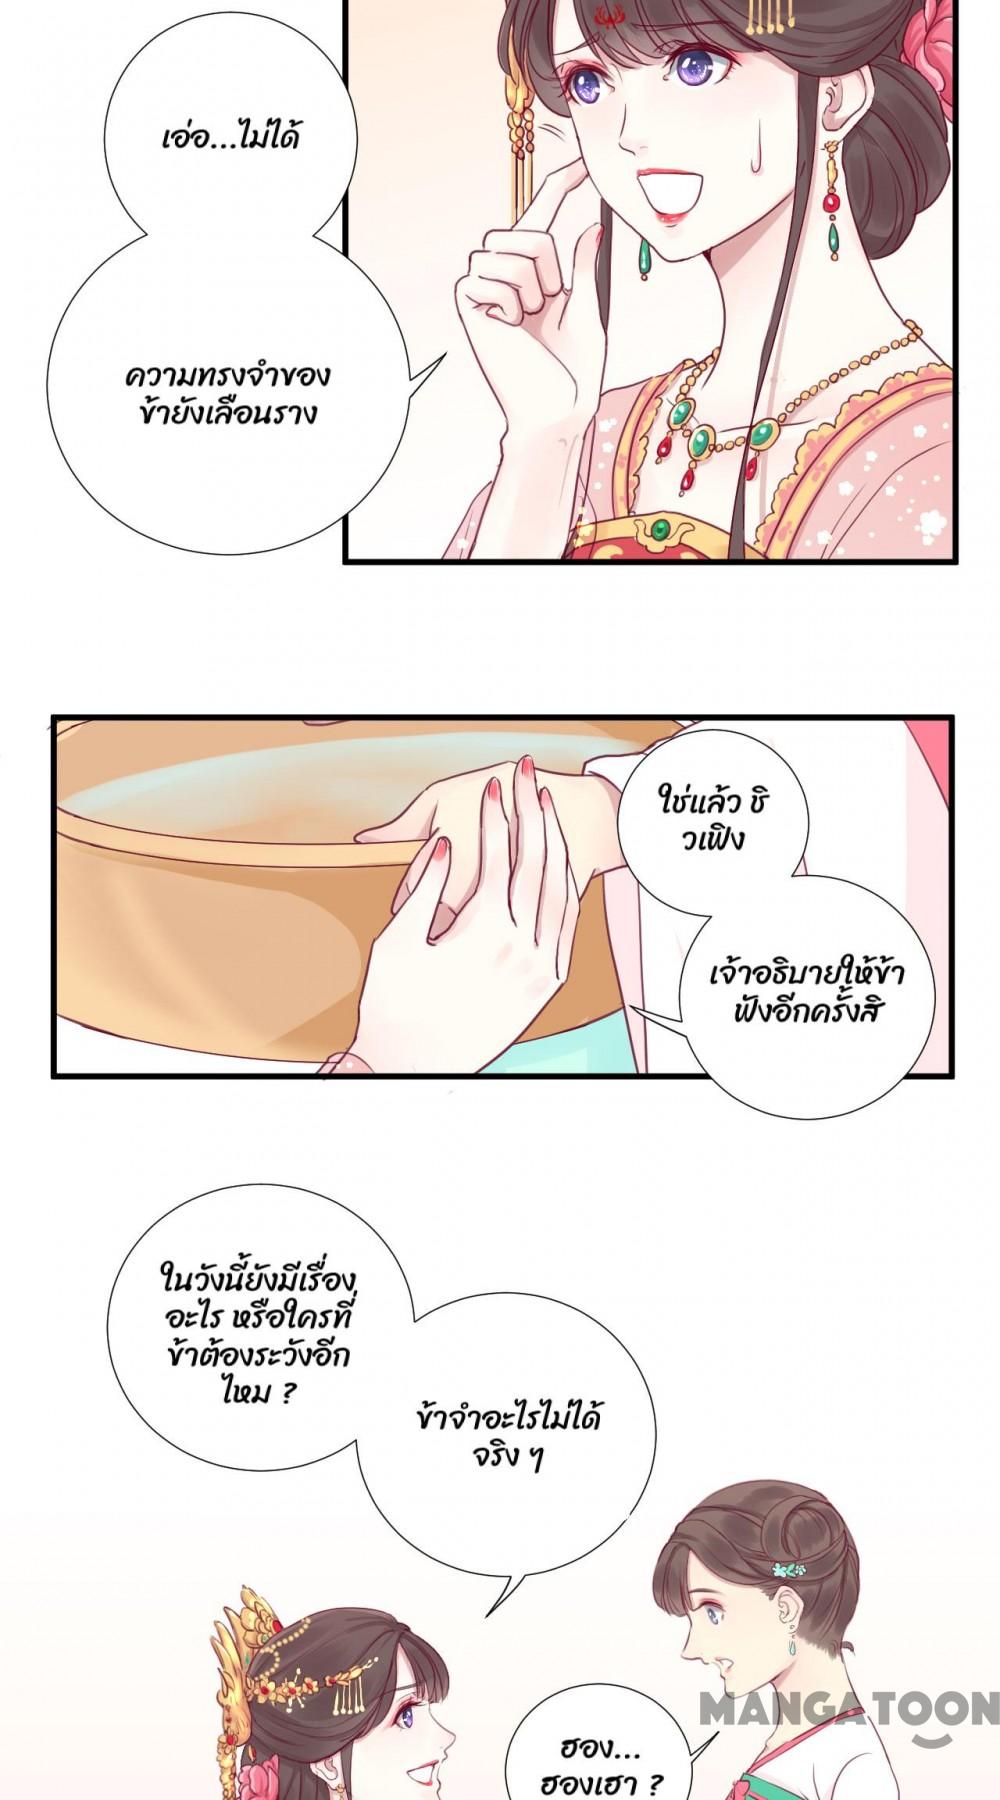 เอ่อ...ไม่ได้
ความทรงจำของ
ข้ายังเลือนราง
ใช่แล้ว ชิ
วเฟิง
เจ้าอธิบายให้ข้า
ฟังอีกครั้งสิ
ในวังนี้ยังมีเรื่อง
อะไร หรือใครที่
ข้าต้องระวังอีก
ไหม ?
ข้าจำอะไรไม่ได้
จริง ๆ
MANGATOON
ฮอง...
ฮองเฮา ?